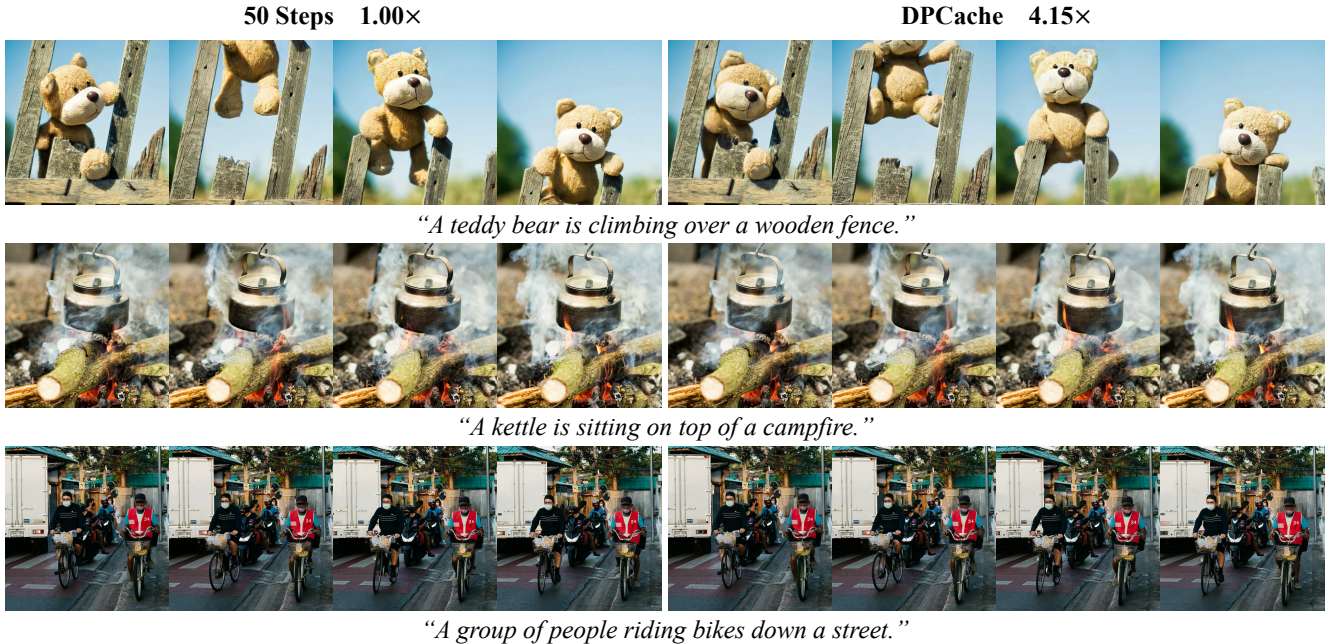 50 Steps 1.00×
DPCache 4.15×
“A teddy bear is climbing over a wooden fence.”
“A kettle is sitting on top of a campfire.”
“A group of people riding bikes down a street.”